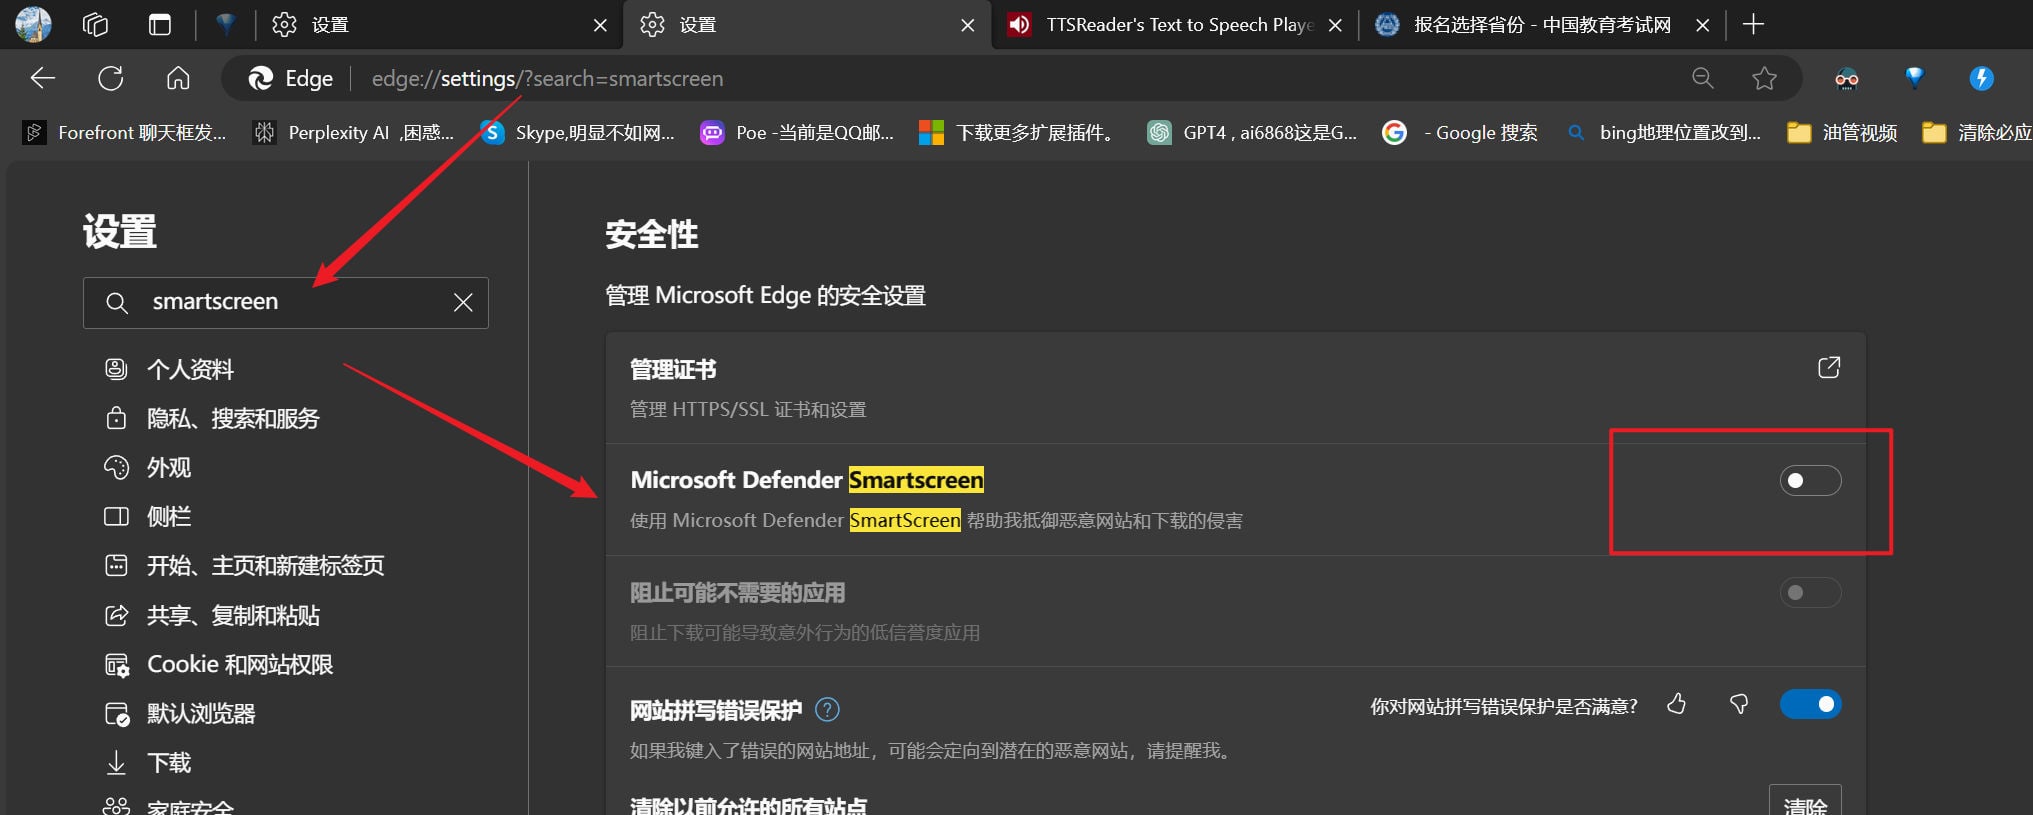 设置
设置
TTSReader's Text to Speech Playe
报名选择省份 - 中国教育考试网
Edge
edge://settings/?search=smartscreen
Forefront 聊天框发...
Perplexity AI ,困惑...
Skype,明显不如网...
Poe -当前是QQ邮...
下载更多扩展插件。
GPT4 , ai6868这是G...
- Google 搜索
bing地理位置改到...
油管视频
清除必应
设置
smartscreen
个人资料
隐私、搜索和服务
外观
侧栏
开始、主页和新建标签页
共享、复制和粘贴
Cookie 和网站权限
默认浏览器
下载
家庭安全
安全性
管理 Microsoft Edge 的安全设置
管理证书
管理 HTTPS/SSL 证书和设置
Microsoft Defender Smartscreen
使用 Microsoft Defender SmartScreen 帮助我抵御恶意网站和下载的侵害
阻止可能不需要的应用
阻止下载可能导致意外行为的低信誉度应用
网站拼写错误保护
你对网站拼写错误保护是否满意?
如果我键入了错误的网站地址，可能会定向到潜在的恶意网站，请提醒我。
清除以前允许的所有站点
清除